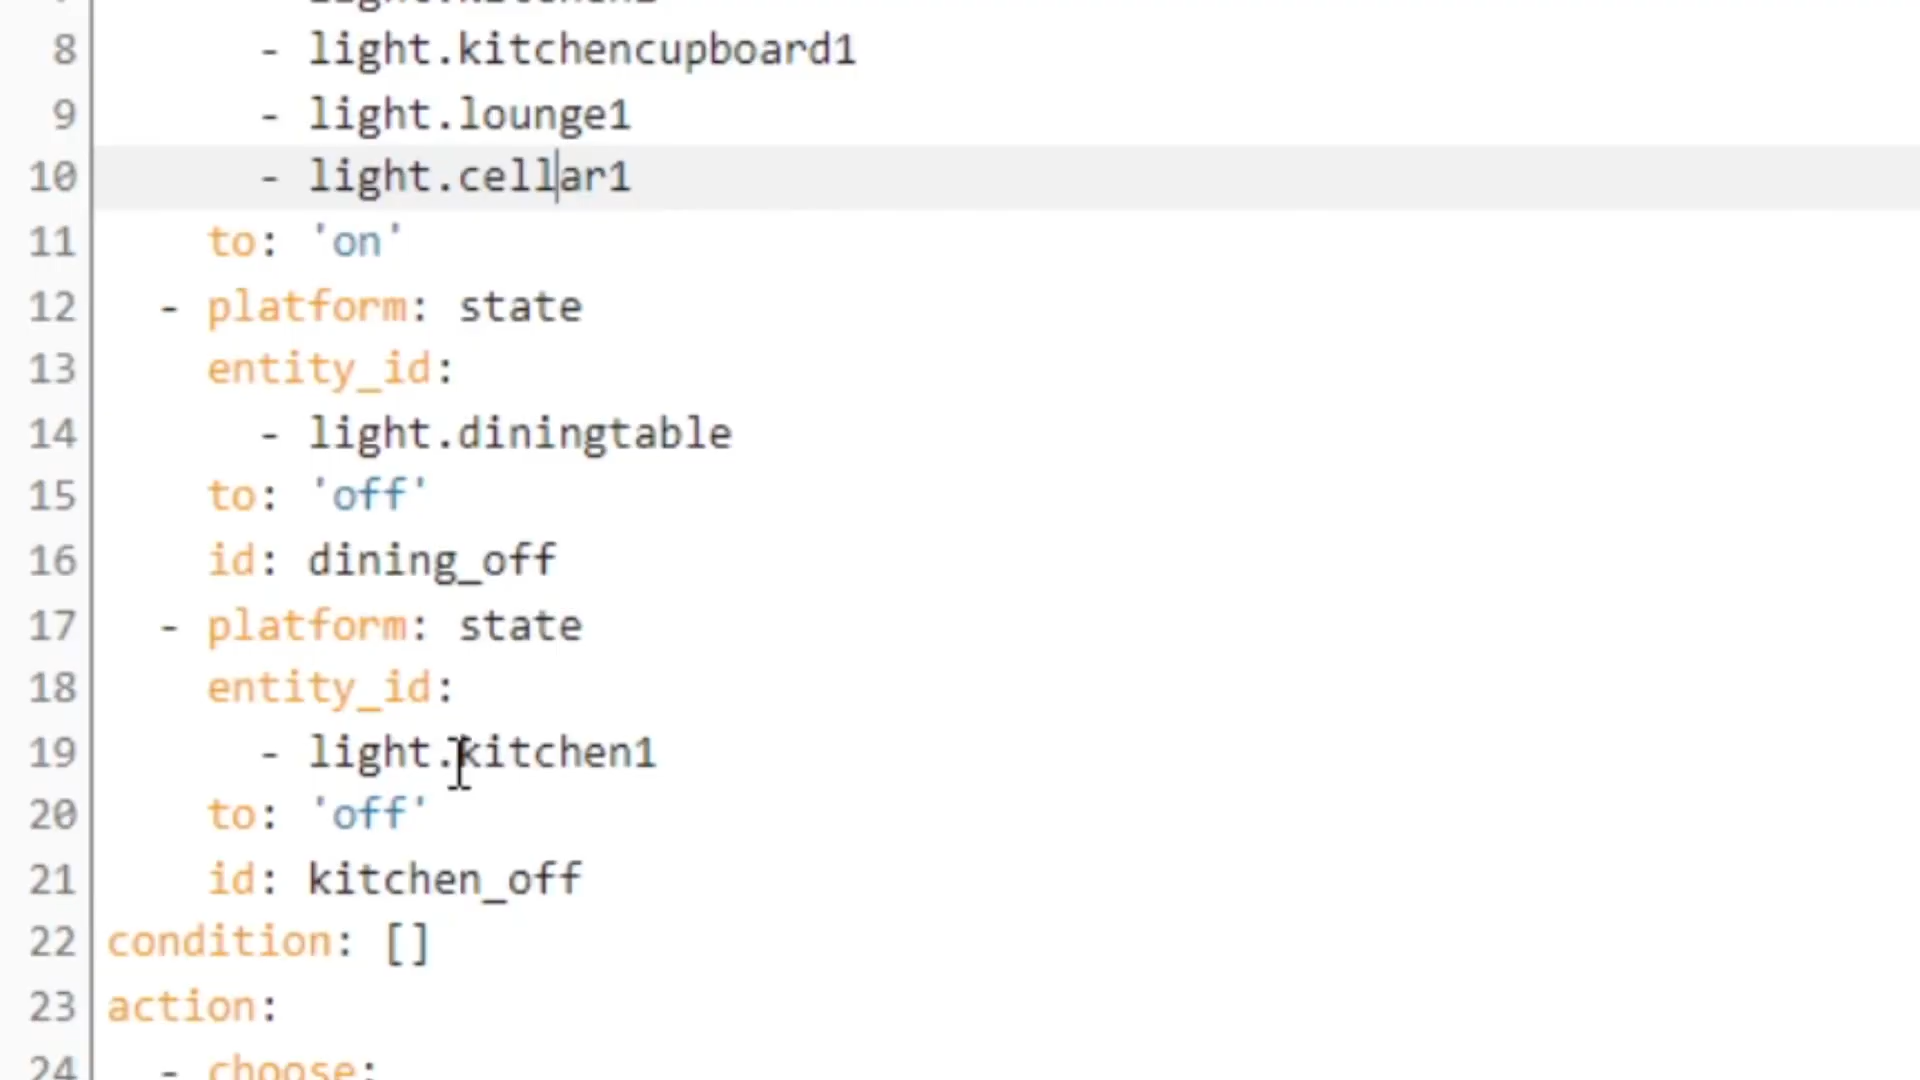 8 - light.kitchencupboard1
9 - light.lounge1
10 - light.cellar1
11 to: 'on'
12 - platform: state
13 entity_id:
14 - light.diningtable
15 to: 'off'
16 id: dining_off
17 - platform: state
18 entity_id:
19 - light.kitchen1
20 to: 'off'
21 id: kitchen_off
22 condition: []
23 action:
24 - choose: